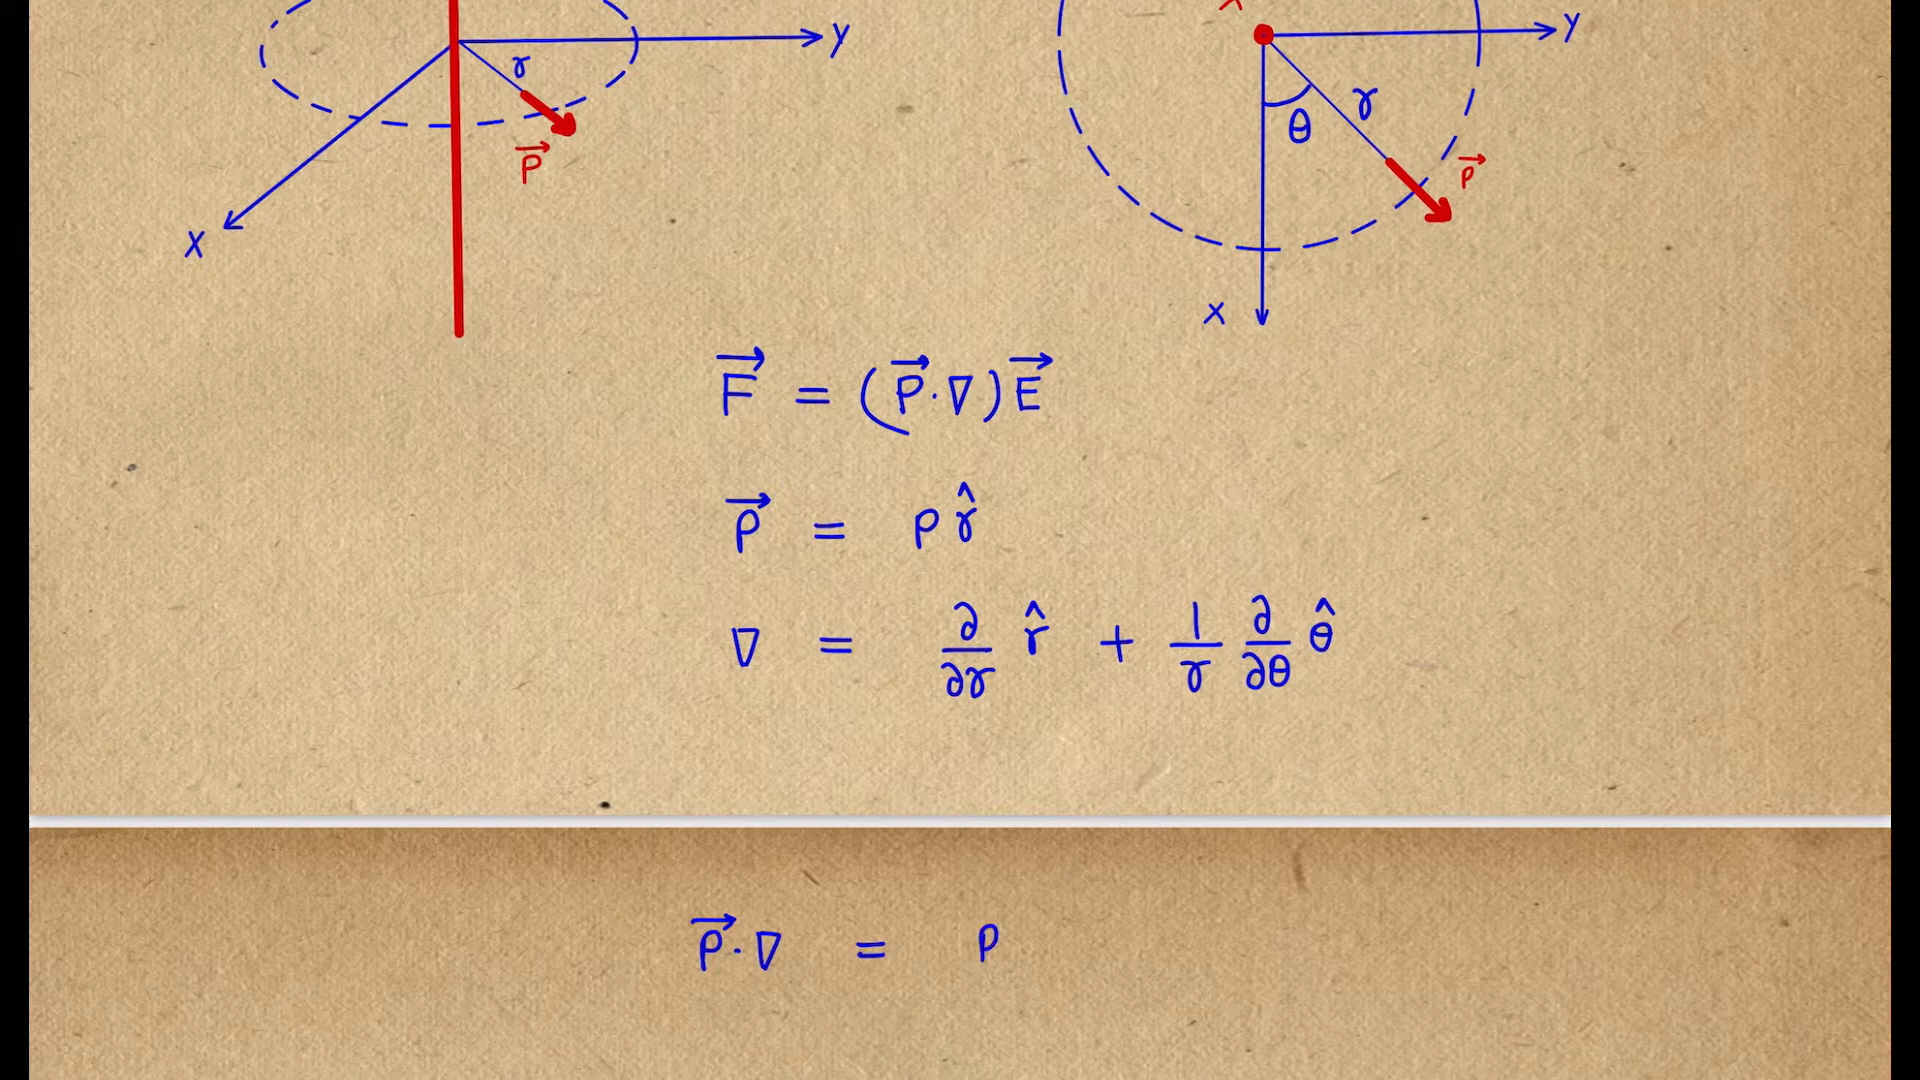 y
r
P⃗
x
y
r
θ
P⃗
x
F⃗ = (P⃗·∇)E⃗
P⃗ = P r̂
∇ = ∂/∂r r̂ + 1/r ∂/∂θ θ̂
P⃗·∇ = P